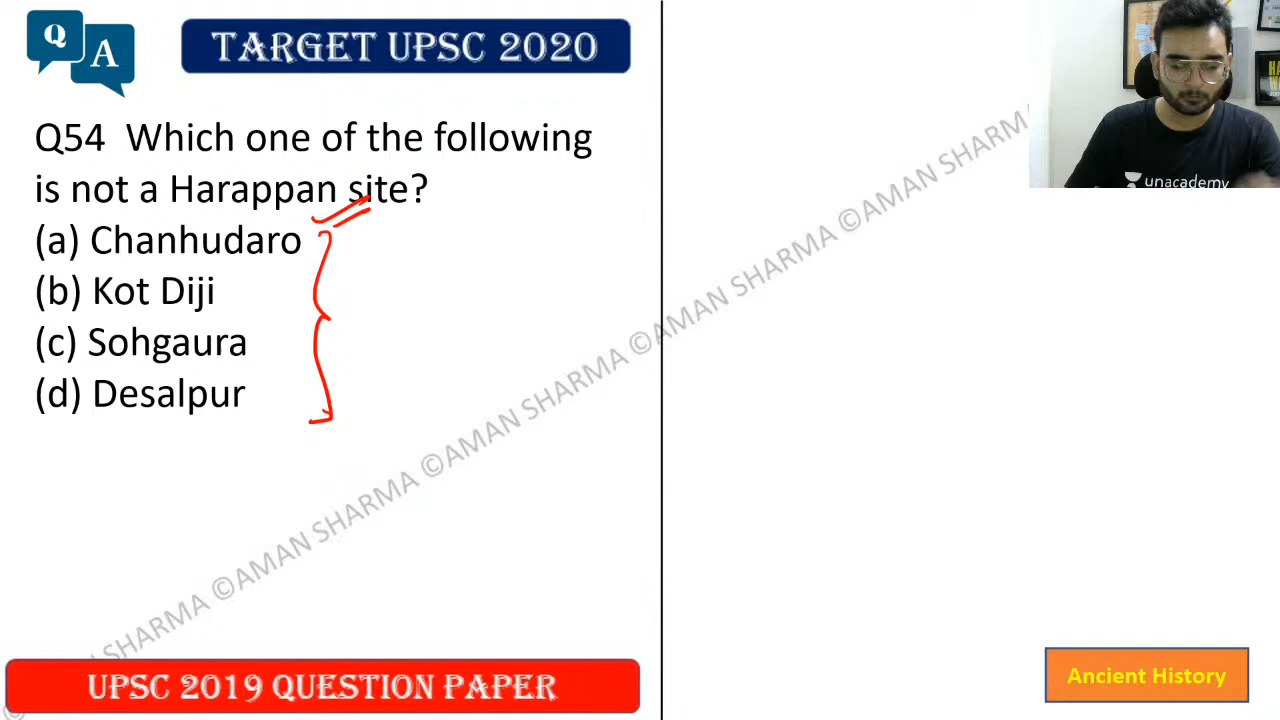 Q A
TARGET UPSC 2020
Q54 Which one of the following
is not a Harappan site?
(a) Chanhudaro
(b) Kot Diji
(c) Sohgaura
(d) Desalpur
unacademy
SHARMA ©AMAN SHARMA ©AMAN SHARMA ©AMAN SHARMA ©AMAN SHARMA
UPSC 2019 QUESTION PAPER
Ancient History